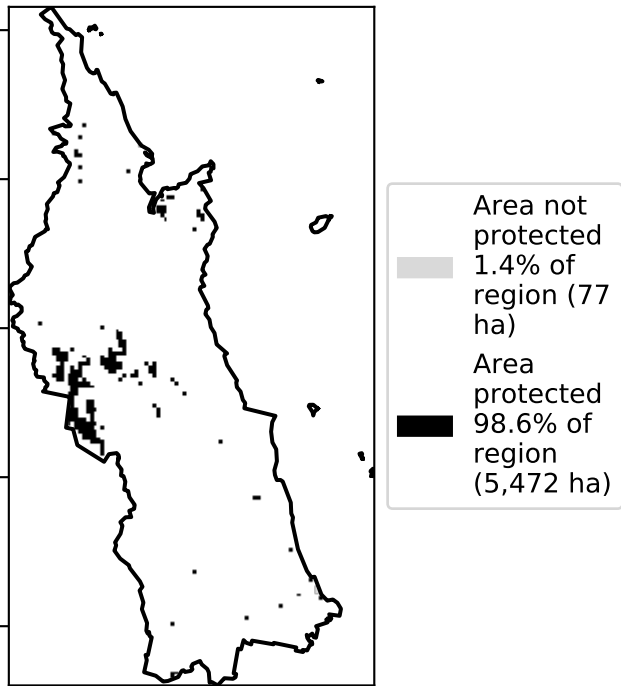 Area not
protected
1.4% of
region (77
ha)
Area
protected
98.6% of
region
(5,472 ha)